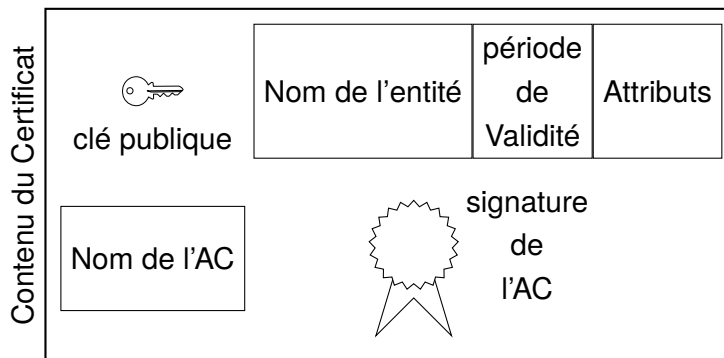 Contenu du Certificat
clé publique
Nom de l'entité
période
de
Validité
Attributs
Nom de l'AC
signature
de
l'AC